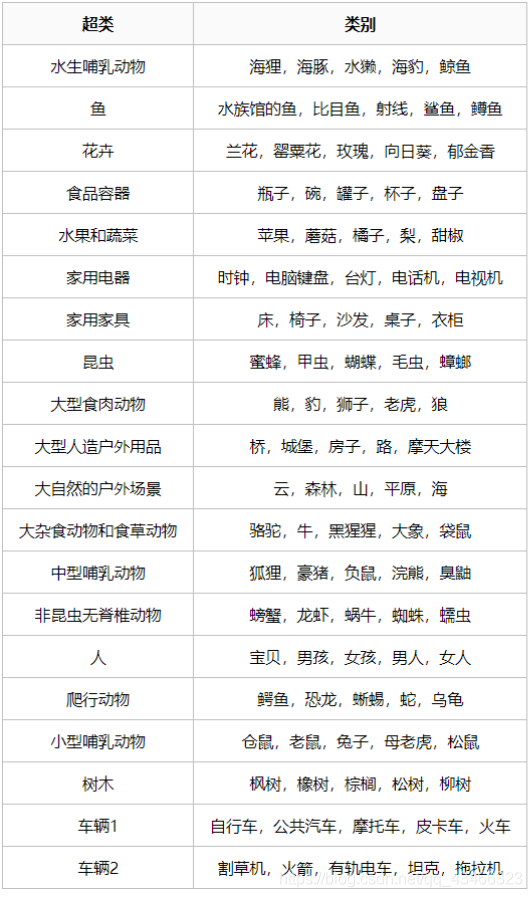 超类 类别
水生哺乳动物 海狸，海豚，水獭，海豹，鲸鱼
鱼 水族馆的鱼，比目鱼，射线，鲨鱼，鳟鱼
花卉 兰花，罂粟花，玫瑰，向日葵，郁金香
食品容器 瓶子，碗，罐子，杯子，盘子
水果和蔬菜 苹果，蘑菇，橘子，梨，甜椒
家用电器 时钟，电脑键盘，台灯，电话机，电视机
家用家具 床，椅子，沙发，桌子，衣柜
昆虫 蜜蜂，甲虫，蝴蝶，毛虫，蟑螂
大型食肉动物 熊，豹，狮子，老虎，狼
大型人造户外用品 桥，城堡，房子，路，摩天大楼
大自然的户外场景 云，森林，山，平原，海
大杂食动物和食草动物 骆驼，牛，黑猩猩，大象，袋鼠
中型哺乳动物 狐狸，豪猪，负鼠，浣熊，臭鼬
非昆虫无脊椎动物 螃蟹，龙虾，蜗牛，蜘蛛，蠕虫
人 宝贝，男孩，女孩，男人，女人
爬行动物 鳄鱼，恐龙，蜥蜴，蛇，乌龟
小型哺乳动物 仓鼠，老鼠，兔子，母老虎，松鼠
树木 枫树，橡树，棕榈，松树，柳树
车辆1 自行车，公共汽车，摩托车，皮卡车，火车
车辆2 割草机，火箭，有轨电车，坦克，拖拉机